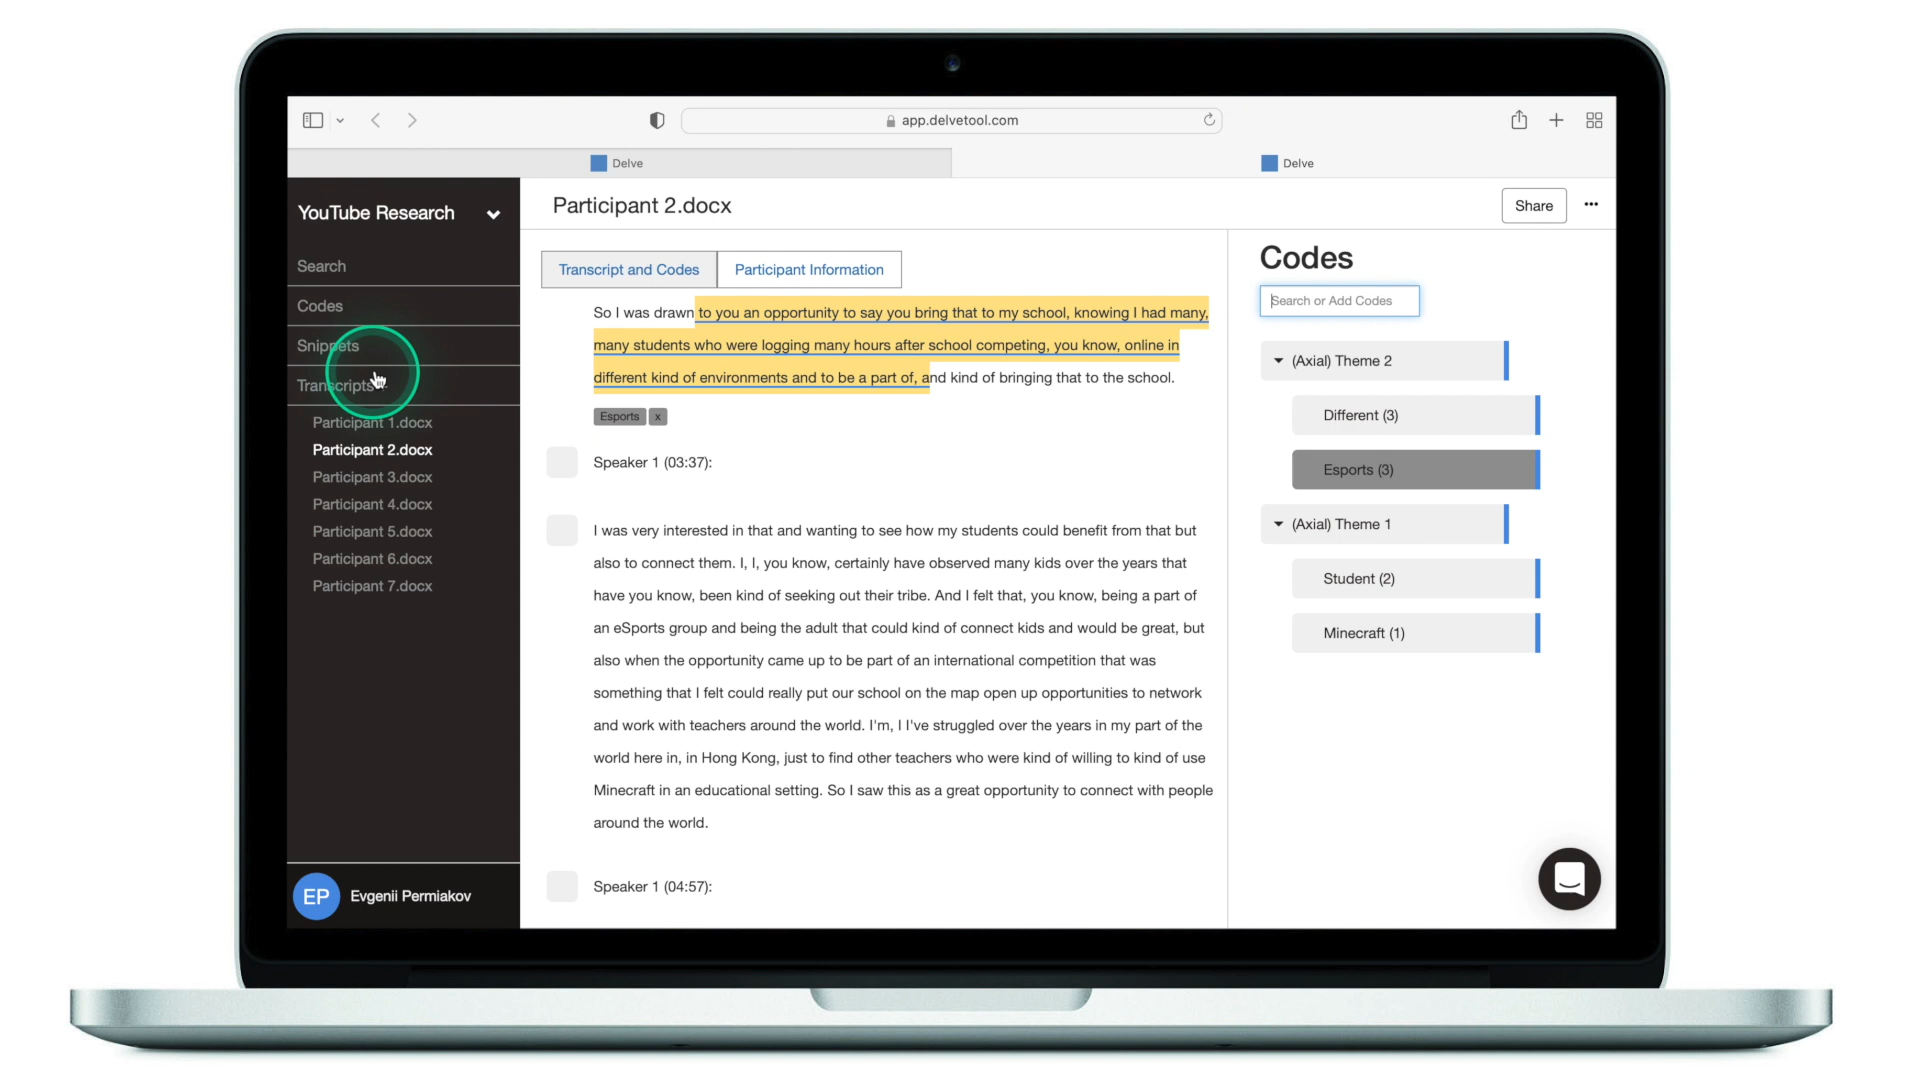 app.delvetool.com
Delve
Delve
YouTube Research
Search
Codes
Snippets
Transcripts
Participant 1.docx
Participant 2.docx
Participant 3.docx
Participant 4.docx
Participant 5.docx
Participant 6.docx
Participant 7.docx
EP
Evgenii Permiakov
Participant 2.docx
Share
Transcript and Codes
Participant Information
So I was drawn to you an opportunity to say you bring that to my school, knowing I had many,
many students who were logging many hours after school competing, you know, online in
different kind of environments and to be a part of, and kind of bringing that to the school.
Esports x
Speaker 1 (03:37):
I was very interested in that and wanting to see how my students could benefit from that but
also to connect them. I, I, you know, certainly have observed many kids over the years that
have you know, been kind of seeking out their tribe. And I felt that, you know, being a part of
an eSports group and being the adult that could kind of connect kids and would be great, but
also when the opportunity came up to be part of an international competition that was
something that I felt could really put our school on the map open up opportunities to network
and work with teachers around the world. I'm, I I've struggled over the years in my part of the
world here in, in Hong Kong, just to find other teachers who were kind of willing to kind of use
Minecraft in an educational setting. So I saw this as a great opportunity to connect with people
around the world.
Speaker 1 (04:57):
Codes
Search or Add Codes
(Axial) Theme 2
Different (3)
Esports (3)
(Axial) Theme 1
Student (2)
Minecraft (1)